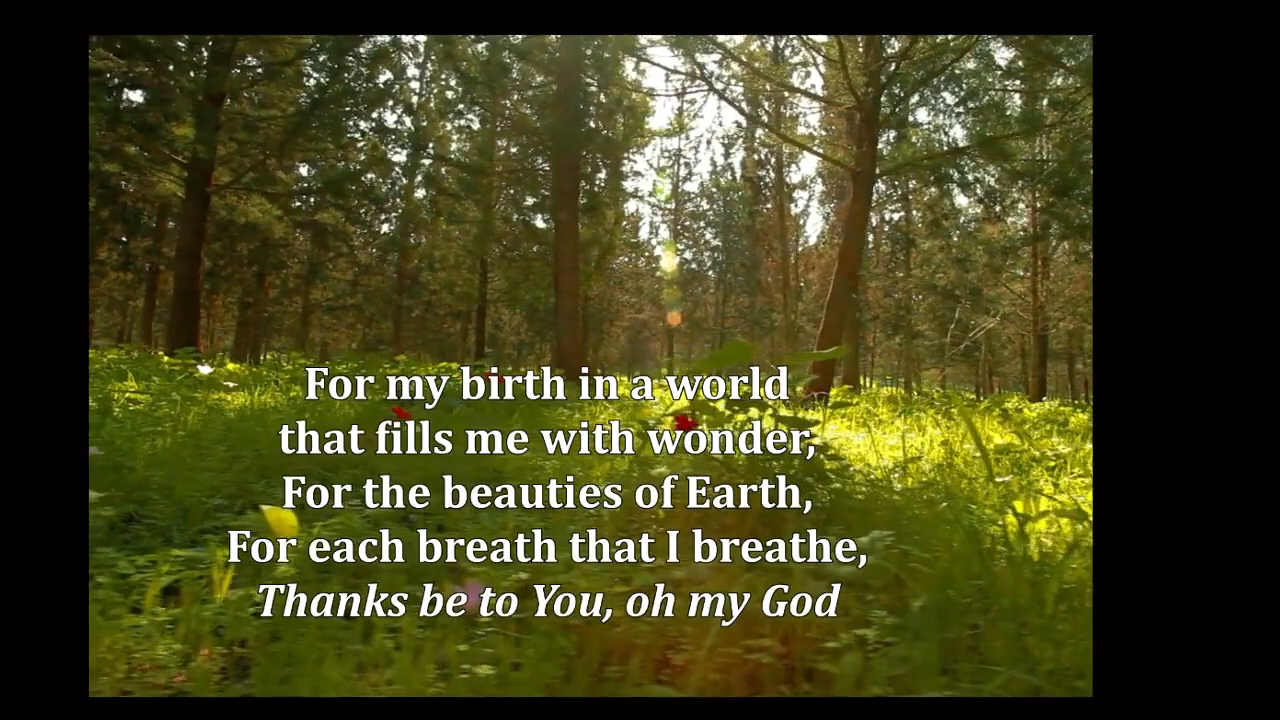 For my birth in a world
that fills me with wonder,
For the beauties of Earth,
For each breath that I breathe,
Thanks be to You, oh my God